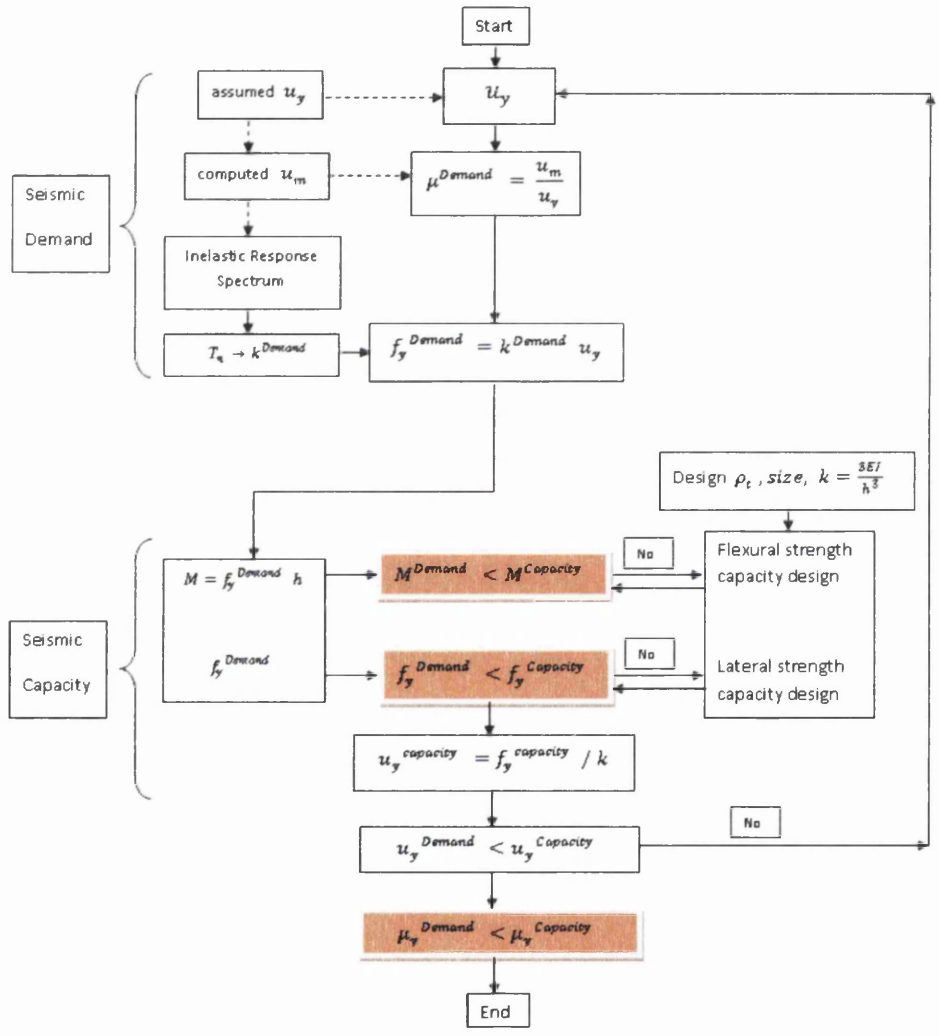 Start
assumed u_y
u_y
computed u_m
μ^Demand = u_m / u_y
Seismic
Demand
Inelastic Response
Spectrum
T_n → k^Demand
f_y^Demand = k^Demand u_y
Design ρ_t , size, k = 3EI / h^3
Seismic
Capacity
M = f_y^Demand h
f_y^Demand
M^Demand < M^Capacity
No
Flexural strength
capacity design
f_y^Demand < f_y^Capacity
No
Lateral strength
capacity design
u_y^capacity = f_y^capacity / k
u_y^Demand < u_y^Capacity
No
μ_y^Demand < μ_y^Capacity
End